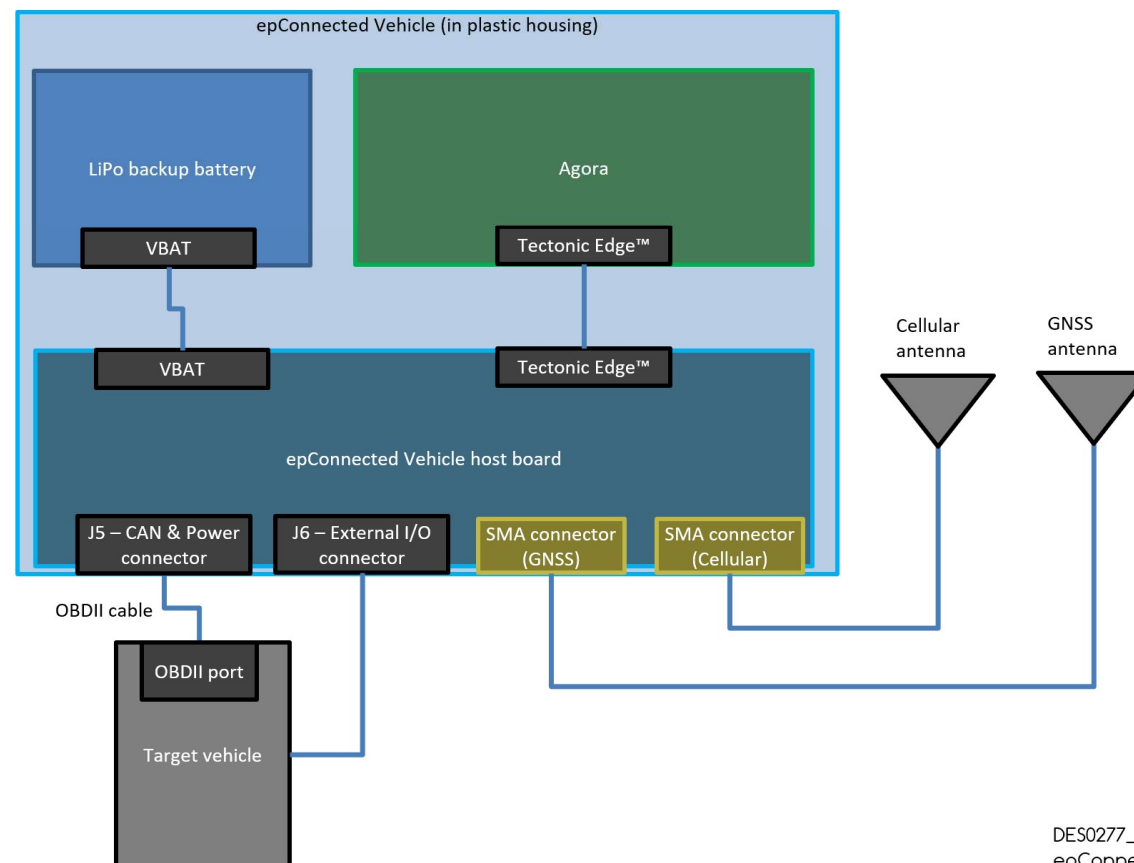 epConnected Vehicle (in plastic housing)
LiPo backup battery
Agora
VBAT
Tectonic Edge™
VBAT
Tectonic Edge™
Cellular
antenna
GNSS
antenna
epConnected Vehicle host board
J5 – CAN & Power
connector
J6 – External I/O
connector
SMA connector
(GNSS)
SMA connector
(Cellular)
OBDII cable
OBDII port
Target vehicle
DES0277_